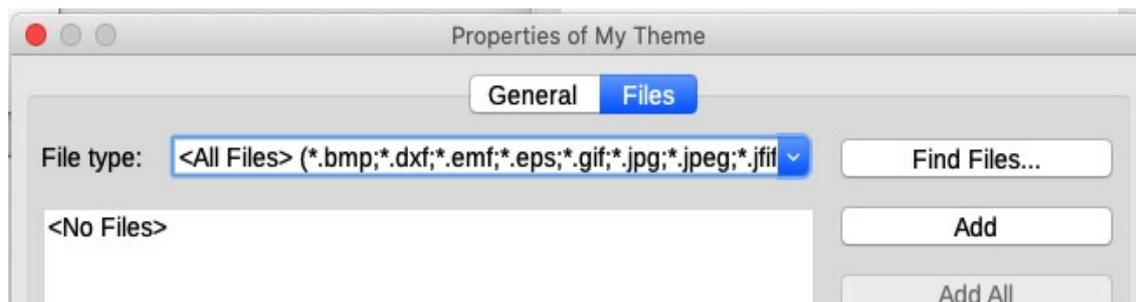 Properties of My Theme
General Files
File type: <All Files> (*.bmp;*.dxf;*.emf;*.eps;*.gif;*.jpg;*.jpeg;*.jfif Find Files...
<No Files> Add
Add All